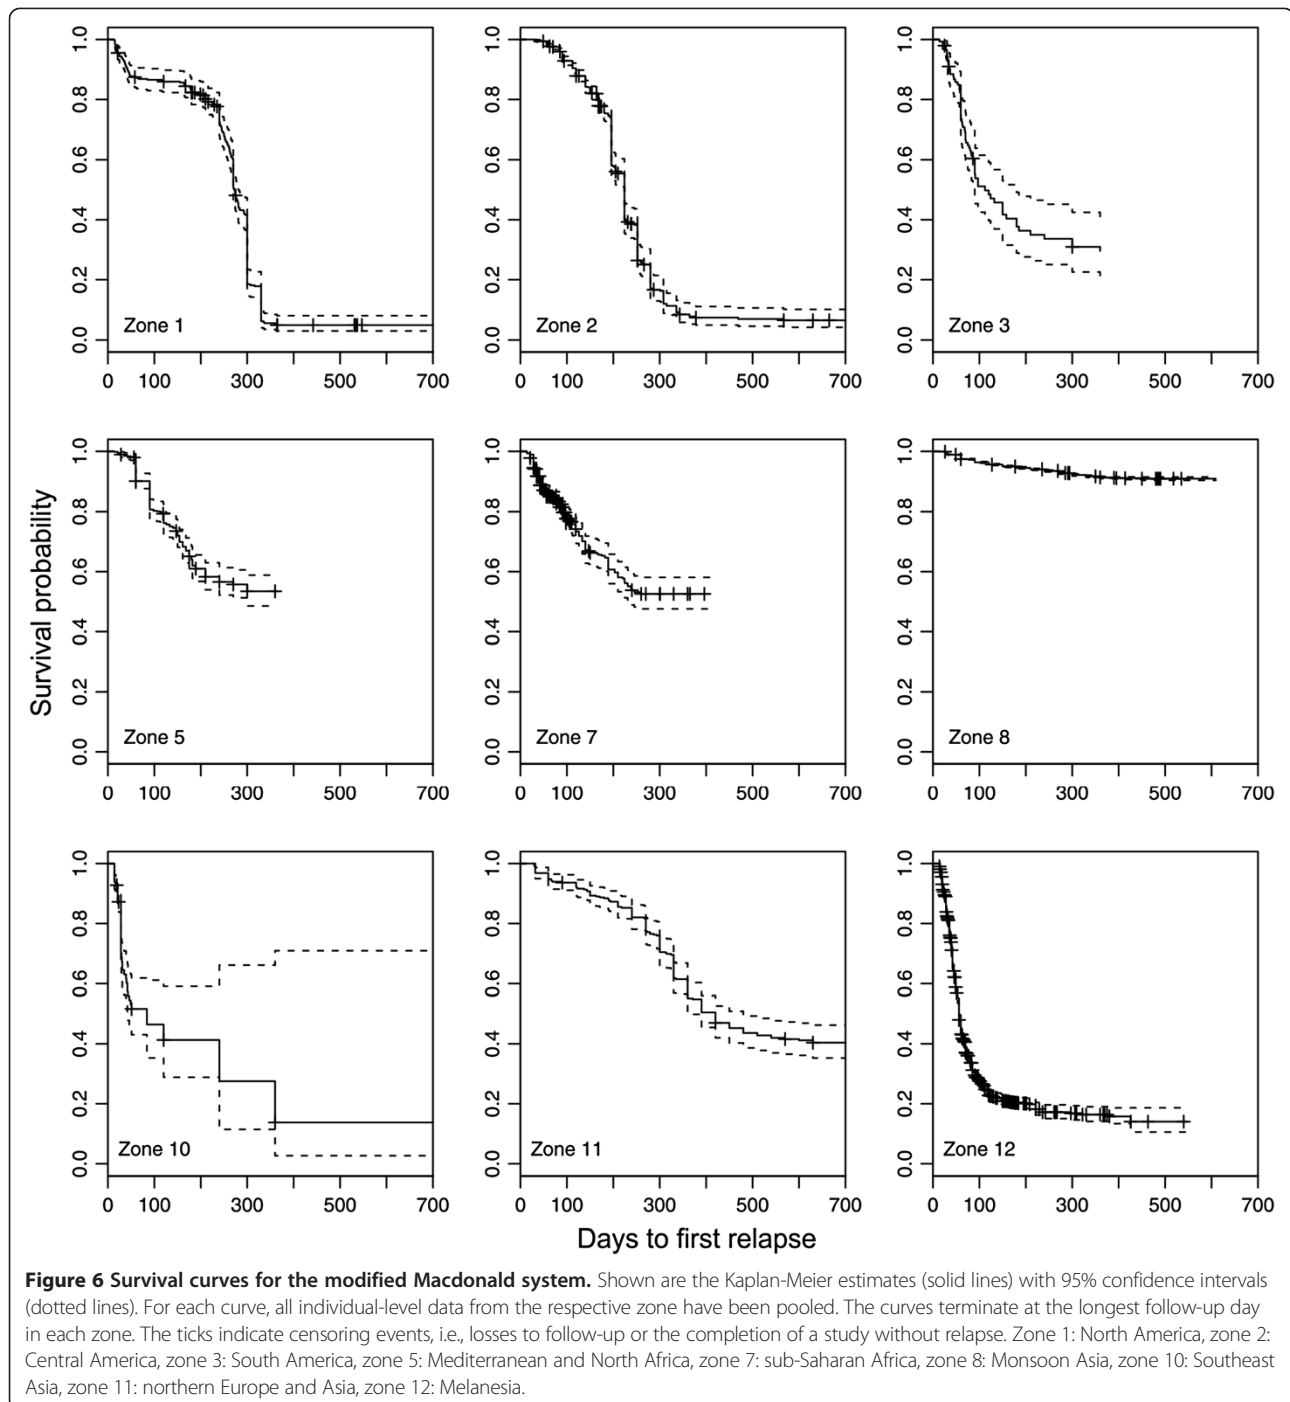 0.0 0.2 0.4 0.6 0.8 1.0
Zone 1
0 100 300 500 700
0.0 0.2 0.4 0.6 0.8 1.0
Zone 2
0 100 300 500 700
0.0 0.2 0.4 0.6 0.8 1.0
Zone 3
0 100 300 500 700
Survival probability
0.0 0.2 0.4 0.6 0.8 1.0
Zone 5
0 100 300 500 700
0.0 0.2 0.4 0.6 0.8 1.0
Zone 7
0 100 300 500 700
0.0 0.2 0.4 0.6 0.8 1.0
Zone 8
0 100 300 500 700
0.0 0.2 0.4 0.6 0.8 1.0
Zone 10
0 100 300 500 700
0.0 0.2 0.4 0.6 0.8 1.0
Zone 11
0 100 300 500 700
0.0 0.2 0.4 0.6 0.8 1.0
Zone 12
0 100 300 500 700
Days to first relapse
Figure 6 Survival curves for the modified Macdonald system. Shown are the Kaplan-Meier estimates (solid lines) with 95% confidence intervals
(dotted lines). For each curve, all individual-level data from the respective zone have been pooled. The curves terminate at the longest follow-up day
in each zone. The ticks indicate censoring events, i.e., losses to follow-up or the completion of a study without relapse. Zone 1: North America, zone 2:
Central America, zone 3: South America, zone 5: Mediterranean and North Africa, zone 7: sub-Saharan Africa, zone 8: Monsoon Asia, zone 10: Southeast
Asia, zone 11: northern Europe and Asia, zone 12: Melanesia.